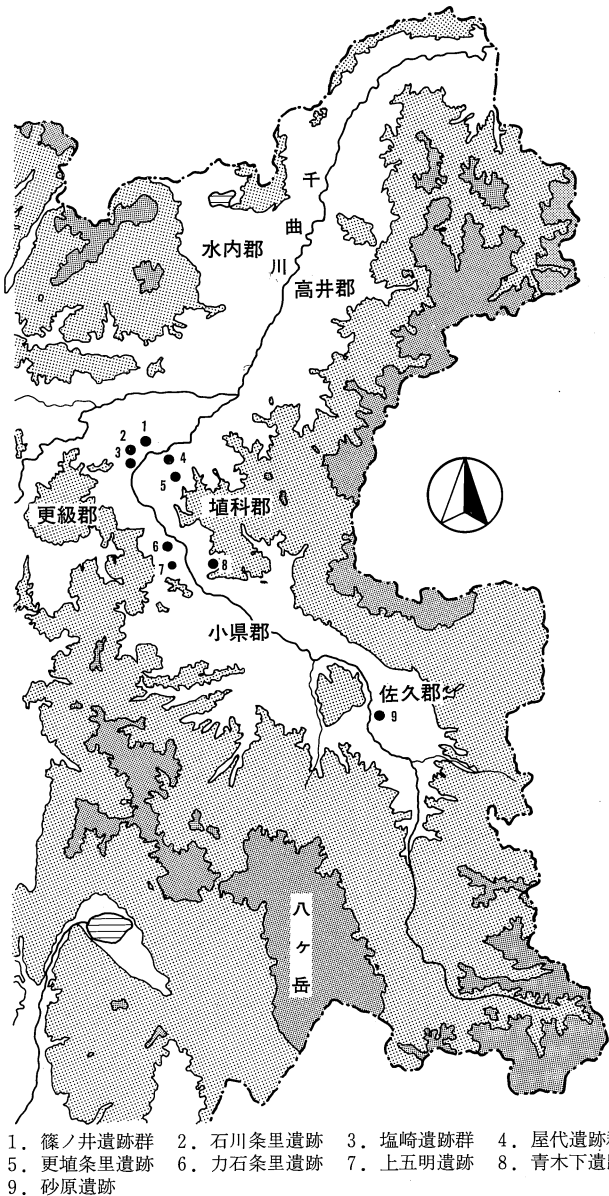 千曲川
水内郡
高井郡
1
2
3
4
5
更級郡
埴科郡
6
7
8
小県郡
佐久郡
9
八ヶ岳
1．篠ノ井遺跡群　2．石川条里遺跡　3．塩崎遺跡群　4．屋代遺跡
5．更埴条里遺跡　6．力石条里遺跡　7．上五明遺跡　8．青木下遺
9．砂原遺跡